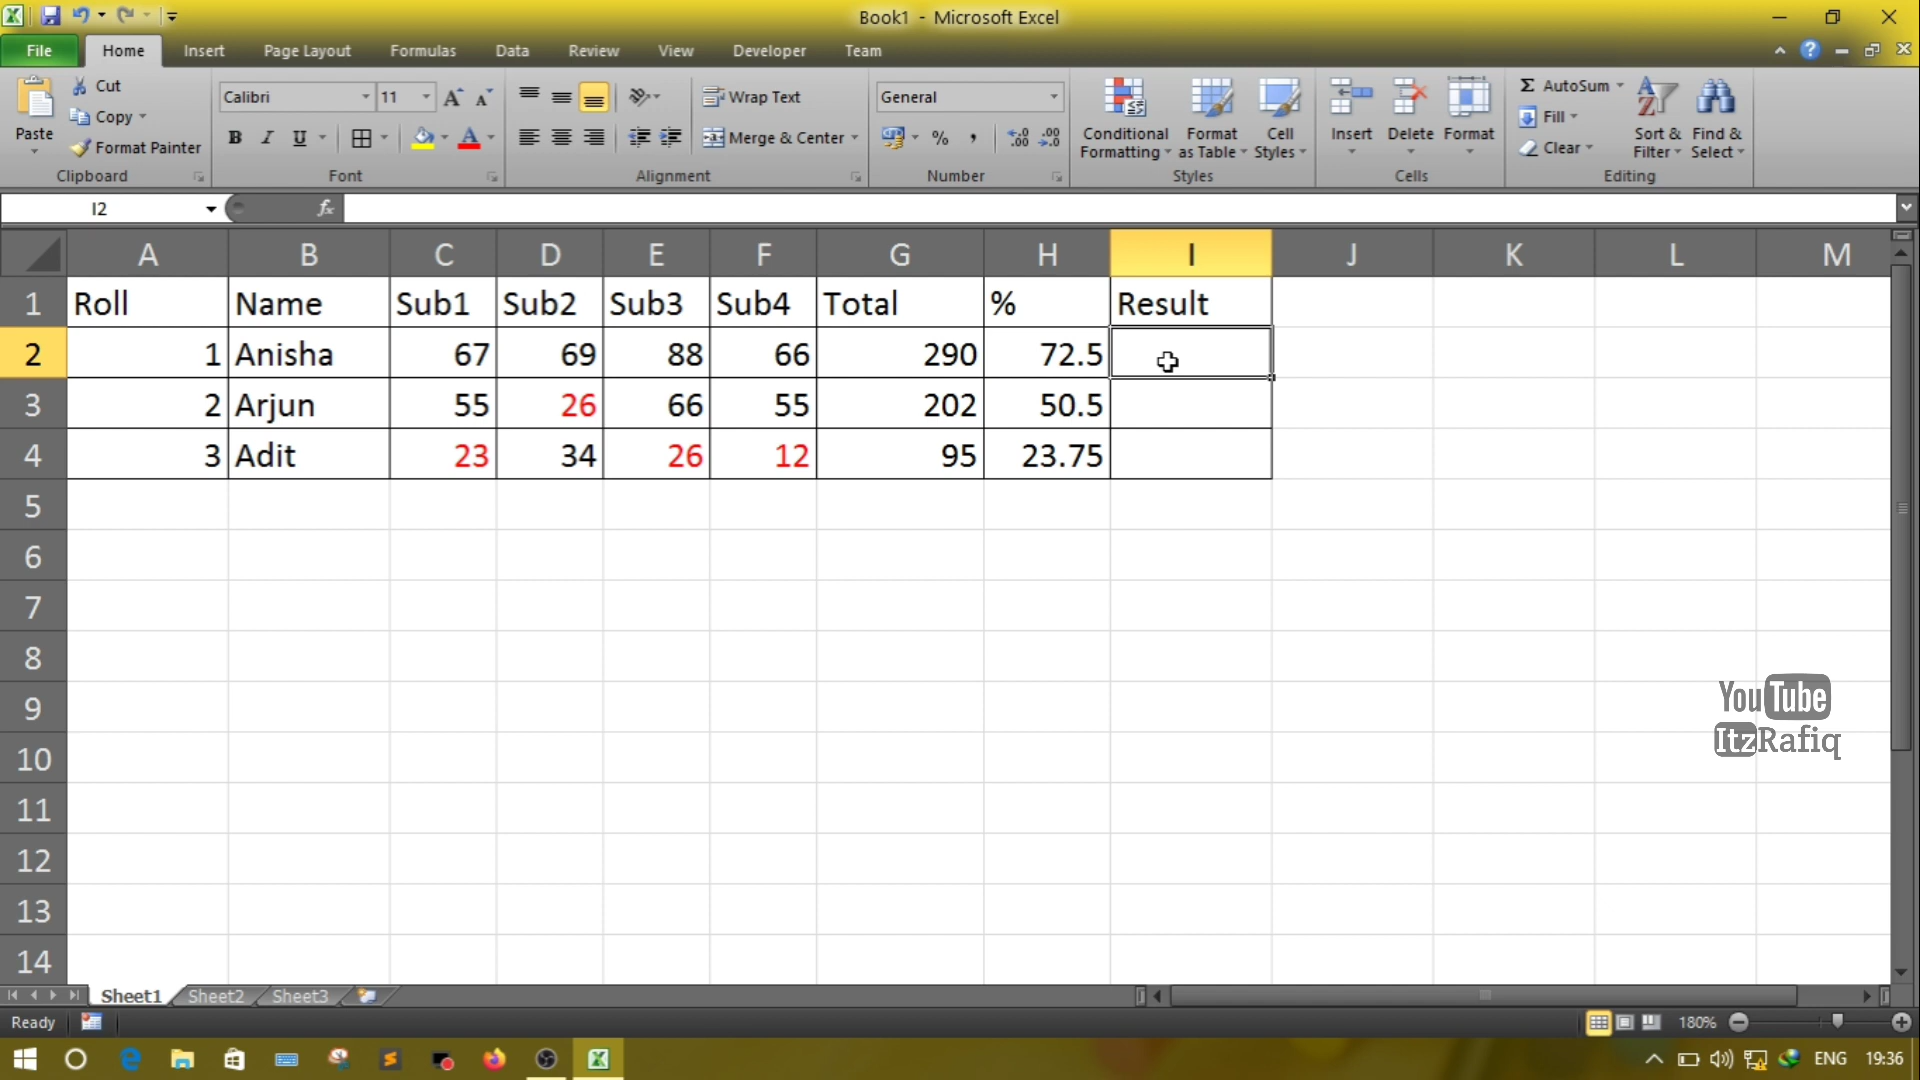 Book1 - Microsoft Excel
File Home Insert Page Layout Formulas Data Review View Developer Team
Paste
Cut
Copy
Format Painter
Clipboard
Calibri 11
B I U
Font
Wrap Text
Merge & Center
Alignment
General
% ,
Number
Conditional Formatting
Format as Table
Cell Styles
Styles
Insert Delete Format
Cells
Σ AutoSum
Fill
Clear
Sort & Filter
Find & Select
Editing
I2 fx
A B C D E F G H I J K L M
1 Roll Name Sub1 Sub2 Sub3 Sub4 Total % Result
2 1 Anisha 67 69 88 66 290 72.5
3 2 Arjun 55 26 66 55 202 50.5
4 3 Adit 23 34 26 12 95 23.75
5
6
7
8
9
10
11
12
13
14
YouTube
ItzRafiq
Sheet1 Sheet2 Sheet3
Ready 180%
ENG 19:36